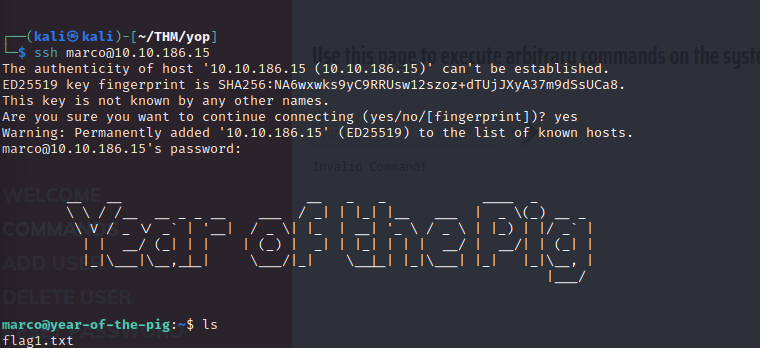 ┌──(kali㉿kali)-[~/THM/yop]
└─$ ssh marco@10.10.186.15
Use this page to execute arbitrary commands on the syste
The authenticity of host '10.10.186.15 (10.10.186.15)' can't be established.
ED25519 key fingerprint is SHA256:NA6wxwks9yC9RRUsw12szoz+dTUjJXyA37m9dSsUCa8.
This key is not known by any other names.
Are you sure you want to continue connecting (yes/no/[fingerprint])? yes
Warning: Permanently added '10.10.186.15' (ED25519) to the list of known hosts.
marco@10.10.186.15's password:
Invalid Command!
WELCOME
Year of the Pig
COMMANDS
ADD USER
DELETE USER
PASSWORD
marco@year-of-the-pig:~$ ls
flag1.txt